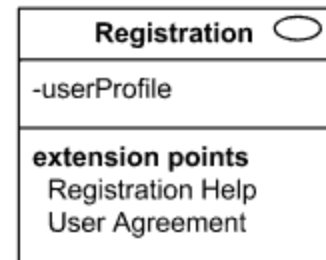 Registration
-userProfile
extension points
Registration Help
User Agreement